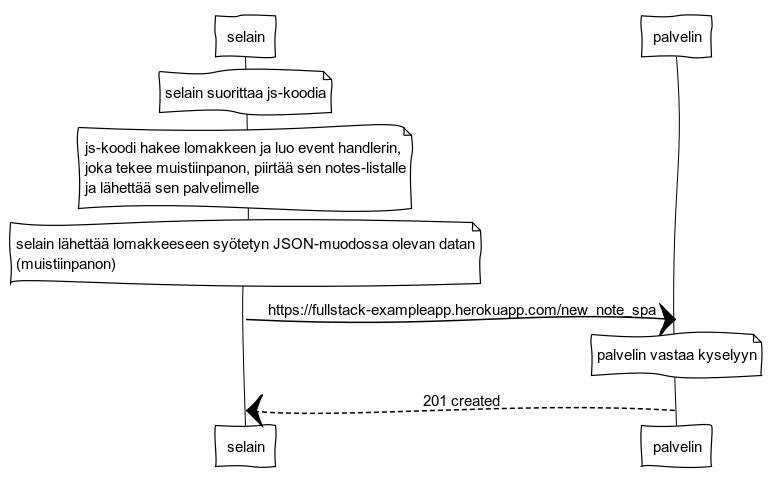 selain
palvelin
selain suorittaa js-koodia
js-koodi hakee lomakkeen ja luo event handlerin,
joka tekee muistiinpanon, piirtää sen notes-listalle
ja lähettää sen palvelimelle
selain lähettää lomakkeeseen syötetyn JSON-muodossa olevan datan
(muistiinpanon)
https://fullstack-exampleapp.herokuapp.com/new_note_spa
palvelin vastaa kyselyyn
201 created
selain
palvelin